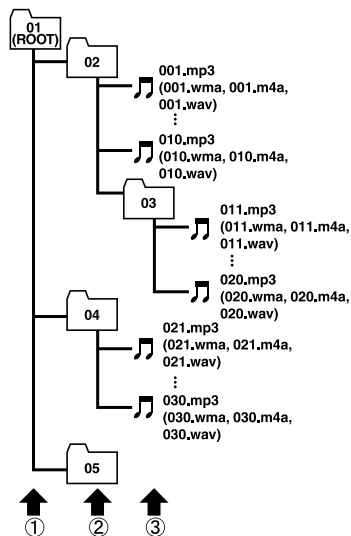 01
(ROOT)
02
001.mp3
(001.wma, 001.m4a,
001.wav)
⋮
010.mp3
(010.wma, 010.m4a,
010.wav)
03
011.mp3
(011.wma, 011.m4a,
011.wav)
⋮
020.mp3
(020.wma, 020.m4a,
020.wav)
04
021.mp3
(021.wma, 021.m4a,
021.wav)
⋮
030.mp3
(030.wma, 030.m4a,
030.wav)
05
① ② ③